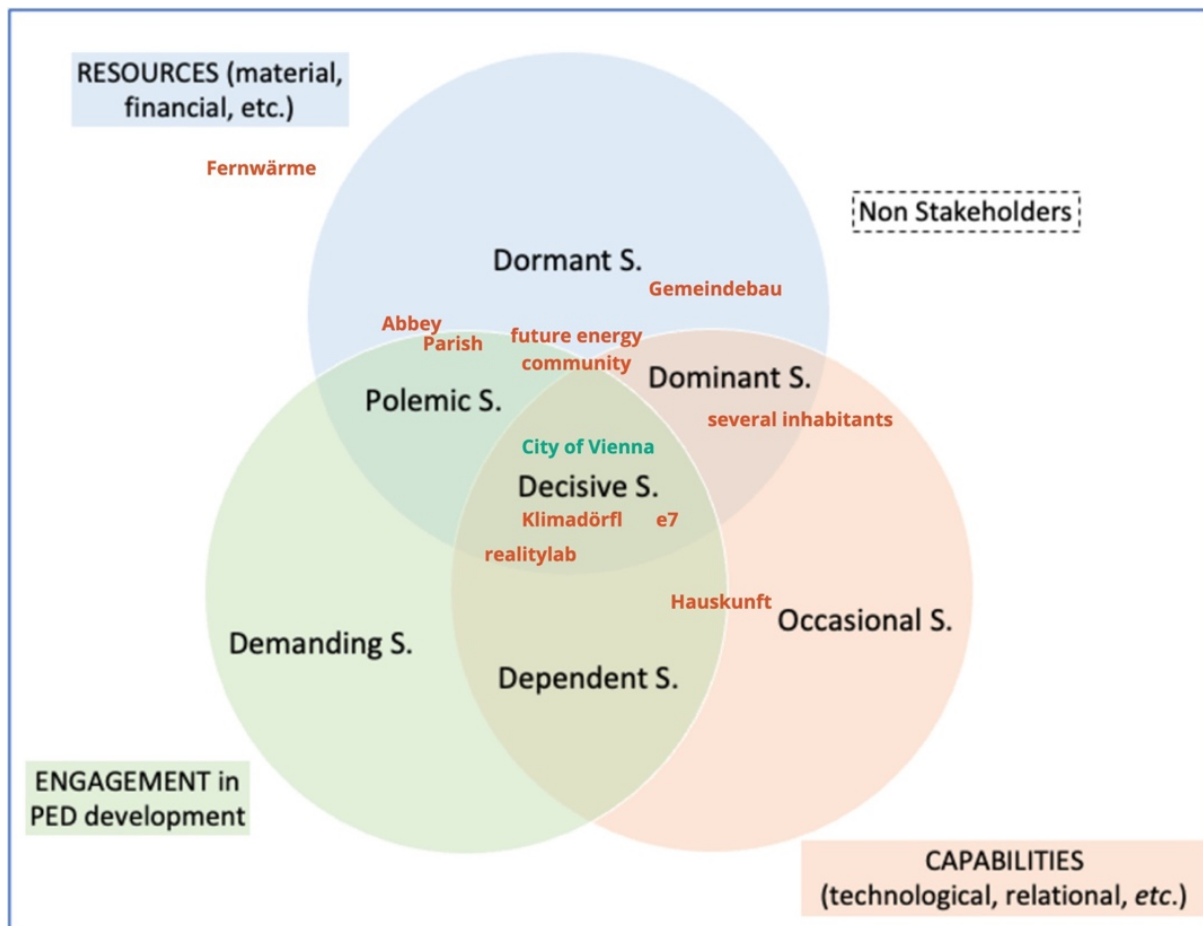 RESOURCES (material,
financial, etc.)
Fernwärme
Non Stakeholders
Dormant S.
Gemeindebau
Abbey
Parish
future energy
community
Dominant S.
Polemic S.
several inhabitants
City of Vienna
Decisive S.
Klimadörfl e7
realitylab
Hauskunft
Occasional S.
Demanding S.
Dependent S.
ENGAGEMENT in
PED development
CAPABILITIES
(technological, relational, etc.)